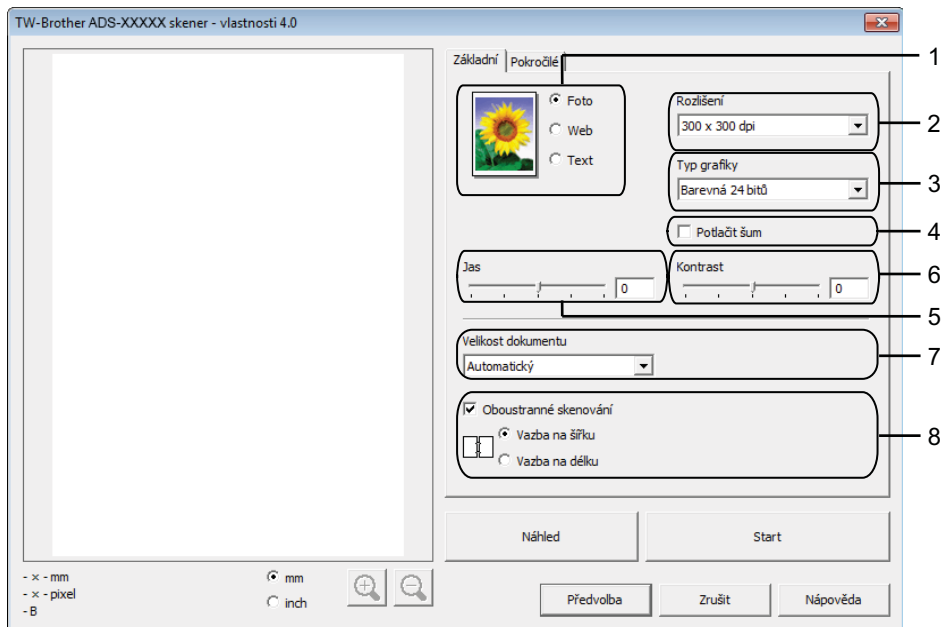 TW-Brother ADS-XXXXX skener - vlastnosti 4.0
Základní
Pokročilé
1
Foto
Web
Text
Rozlišení
300 x 300 dpi
2
Typ grafiky
Barevná 24 bitů
3
Potlačit šum
4
Jas
0
Kontrast
0
6
5
Velikost dokumentu
Automatický
7
Oboustranné skenování
Vazba na šířku
Vazba na délku
8
Náhled
Start
- x - mm
- x - pixel
- B
mm
inch
Předvolba
Zrušit
Nápověda